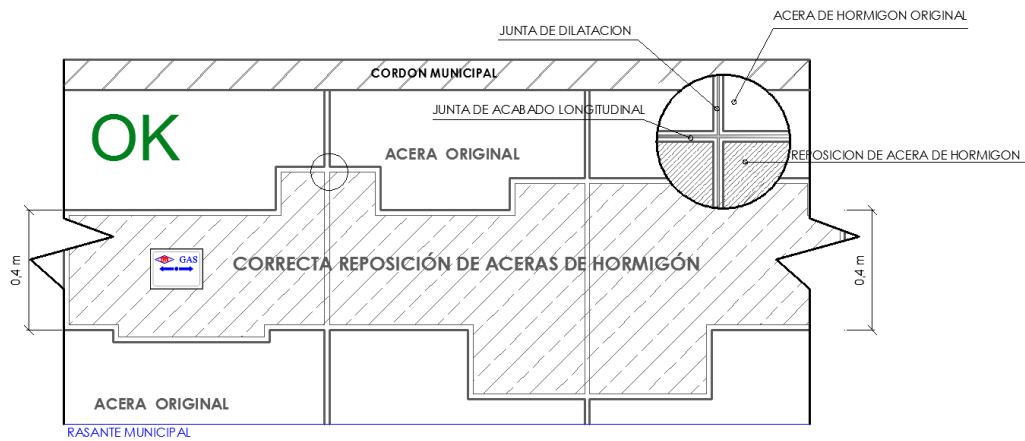 ACERA DE HORMIGON ORIGINAL
JUNTA DE DILATACION
CORDON MUNICIPAL
JUNTA DE ACABADO LONGITUDINAL
OK
ACERA ORIGINAL
REPOSICION DE ACERA DE HORMIGON
GAS
CORRECTA REPOSICIÓN DE ACERAS DE HORMIGÓN
0,4 m
0,4 m
ACERA ORIGINAL
RASANTE MUNICIPAL